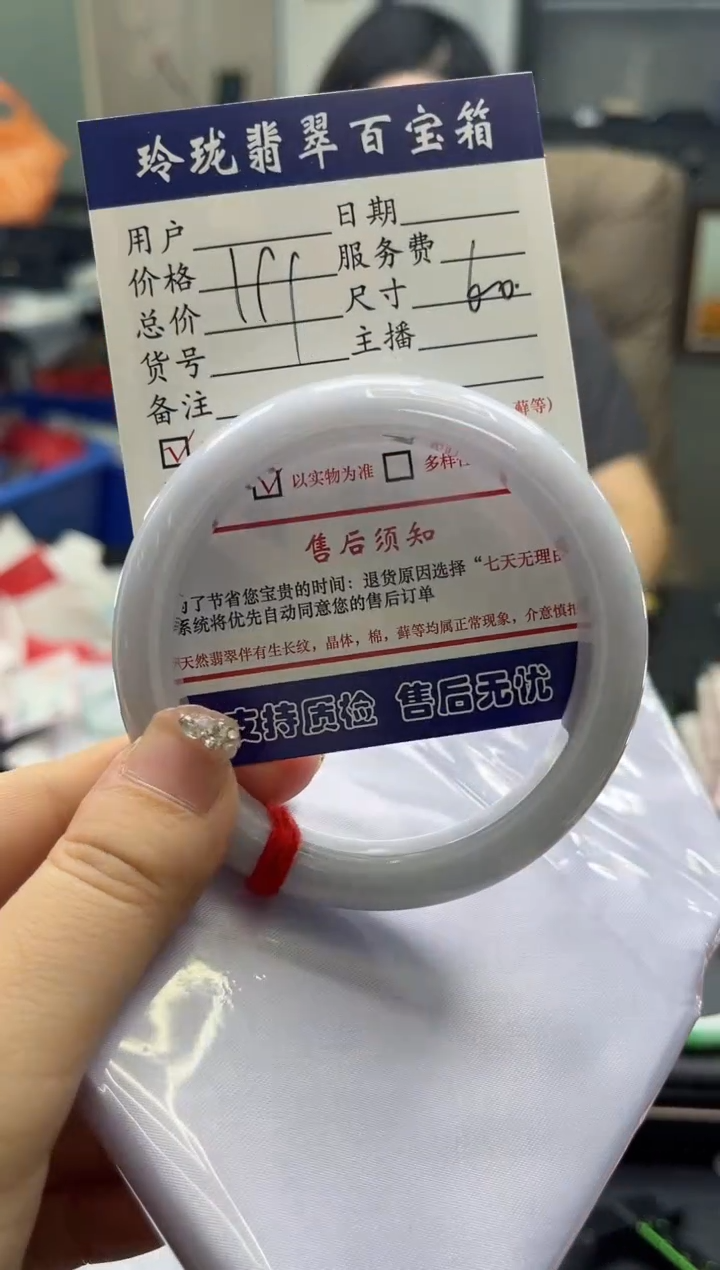 玲珑翡翠百宝箱
用户 日期
价格 服务费
总价 尺寸
货号 主播
备注
藓等)
以实物为准 多样
售后须知
了节省您宝贵的时间：退货原因选择“七天无理由
系统将优先自动同意您的售后订单
天然翡翠伴有生长纹，晶体，棉，藓等均属正常现象，介意慎拍
支持质检 售后无忧